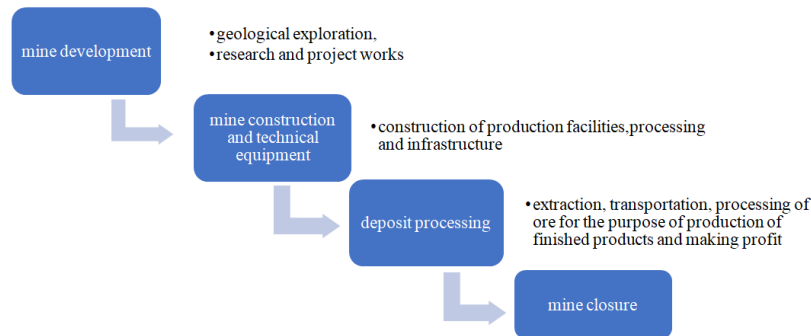 mine development
•geological exploration,
•research and project works
mine construction
and technical
equipment
•construction of production facilities,processing
and infrastructure
deposit processing
•extraction, transportation, processing of
ore for the purpose of production of
finished products and making profit
mine closure